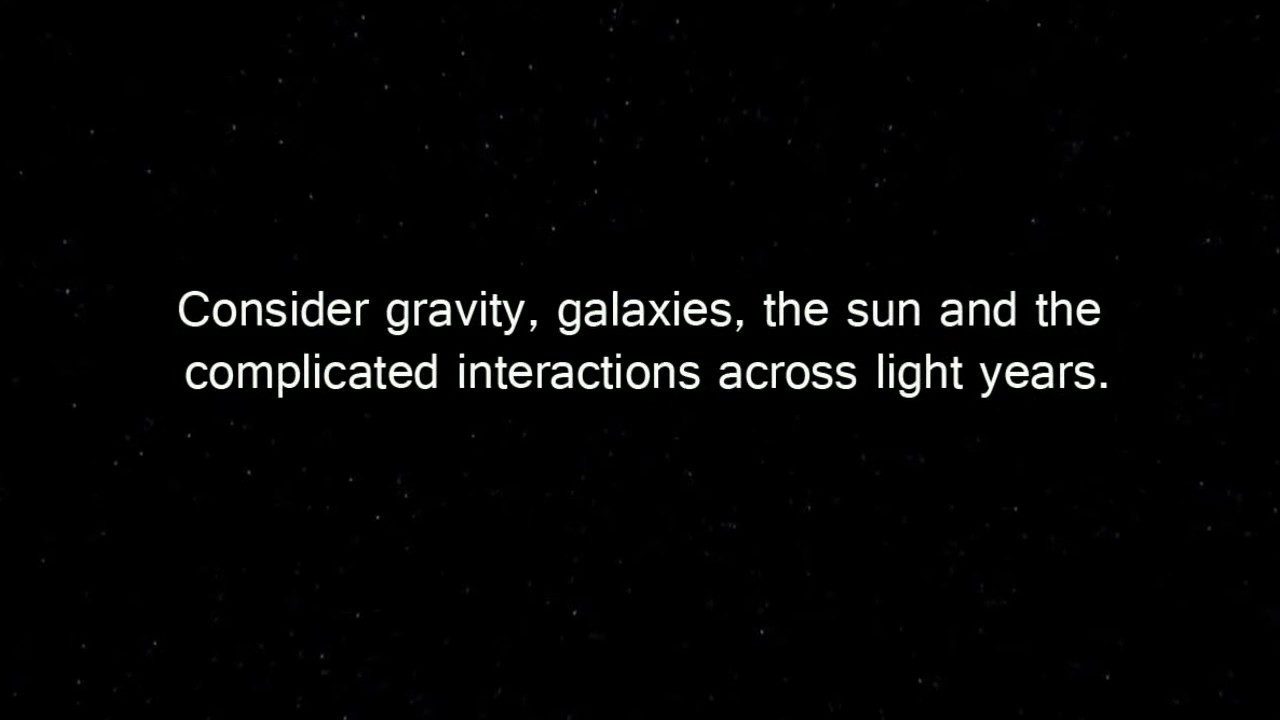 Consider gravity, galaxies, the sun and the
complicated interactions across light years.